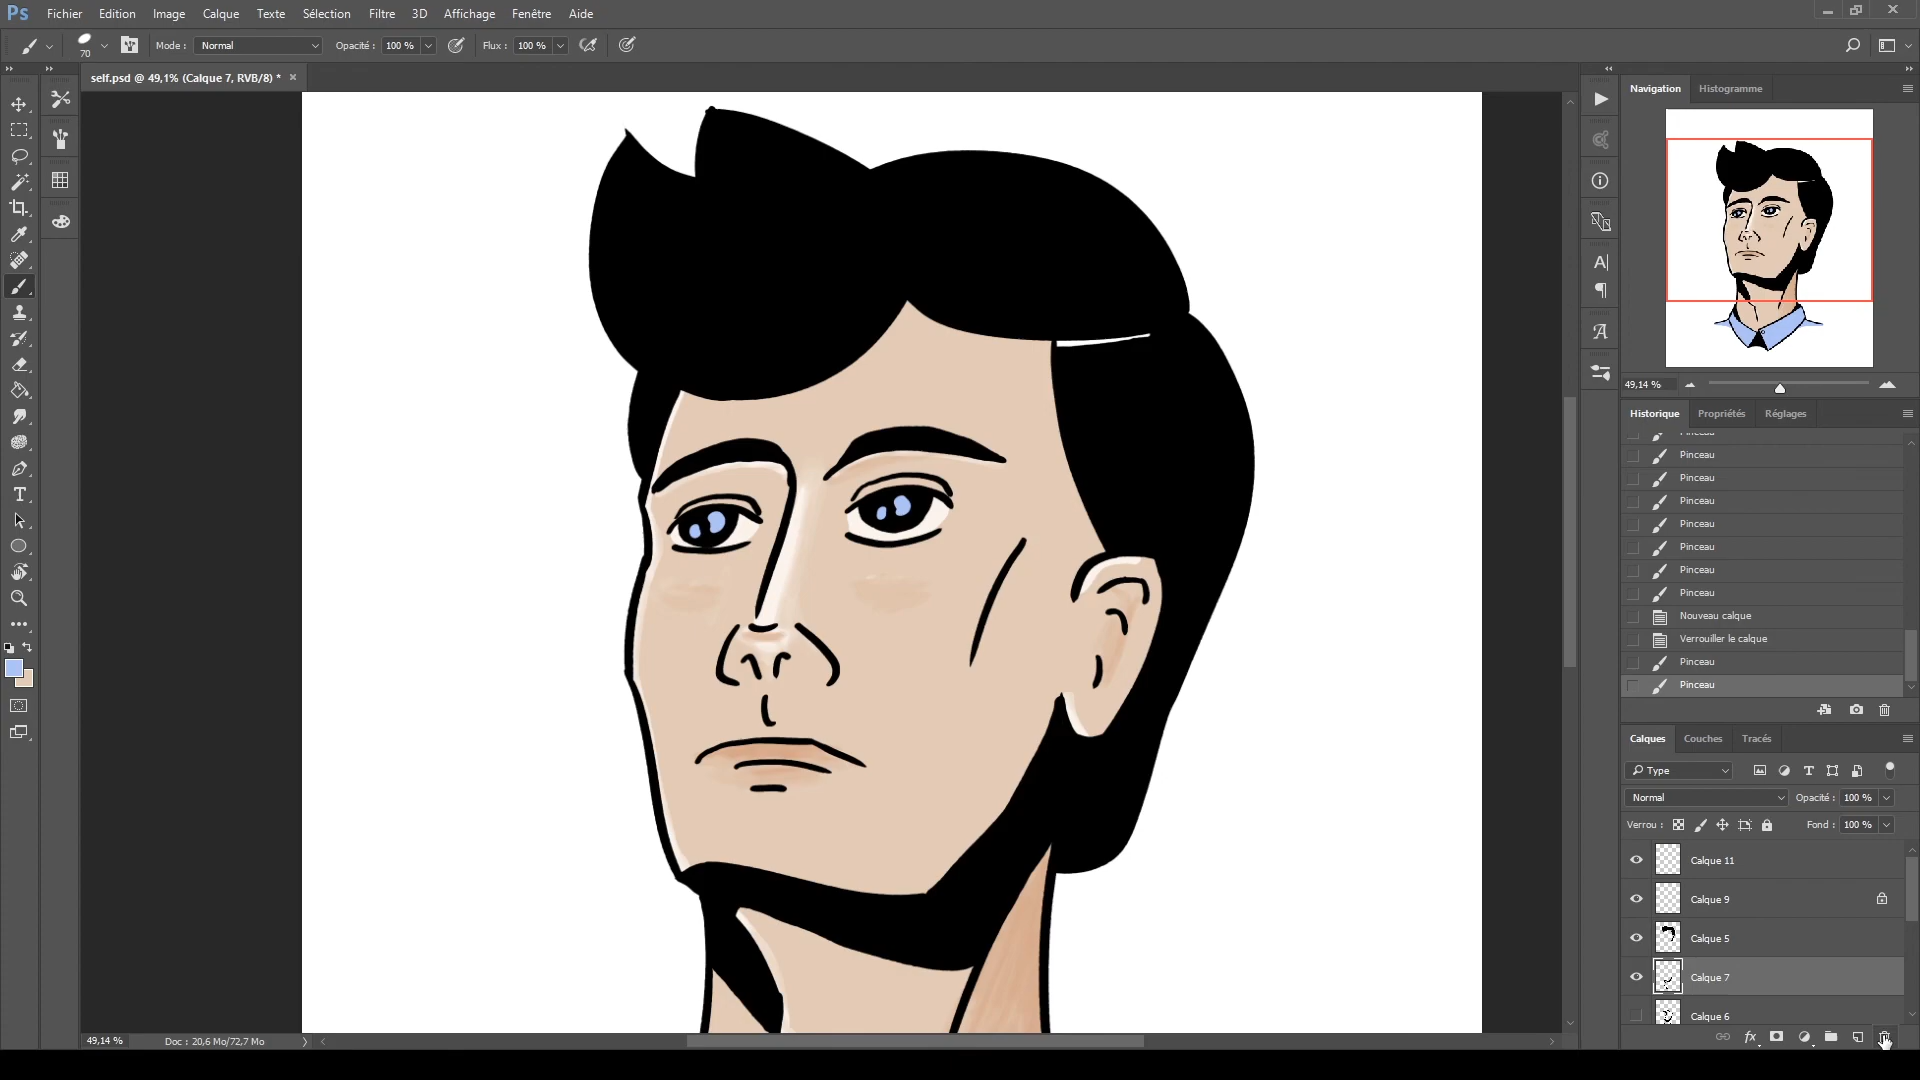 Ps Fichier Edition Image Calque Texte Sélection Filtre 3D Affichage Fenêtre Aide
70 Mode : Normal Opacité : 100 % Flux : 100 %
self.psd @ 49,1% (Calque 7, RVB/8) * ×
Navigation Histogramme
49,14 %
Historique Propriétés Réglages
Pinceau
Pinceau
Pinceau
Pinceau
Pinceau
Pinceau
Pinceau
Pinceau
Nouveau calque
Verrouiller le calque
Pinceau
Pinceau
Calques Couches Tracés
Type
Normal Opacité : 100 %
Verrou : Fond : 100 %
Calque 11
Calque 9
Calque 5
Calque 7
Calque 6
fx
49,14 % Doc : 20,6 Mo/72,7 Mo